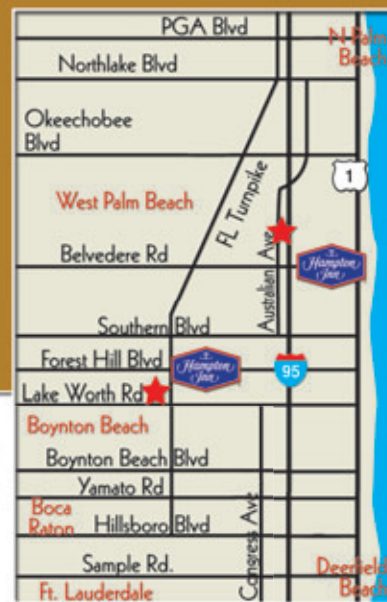 PGA Blvd
N Palm
Beach
Northlake Blvd
Okeechobee
Blvd
1
West Palm Beach
FL Turnpike
Australian Ave
Belvedere Rd
Hampton
Inn
Southern Blvd
Forest Hill Blvd
Hampton
Inn
95
Lake Worth Rd
Boynton Beach
Boynton Beach Blvd
Yamato Rd
Boca
Raton
Hillsboro Blvd
Congress Ave
Sample Rd.
Deerfield
Beach
Ft. Lauderdale